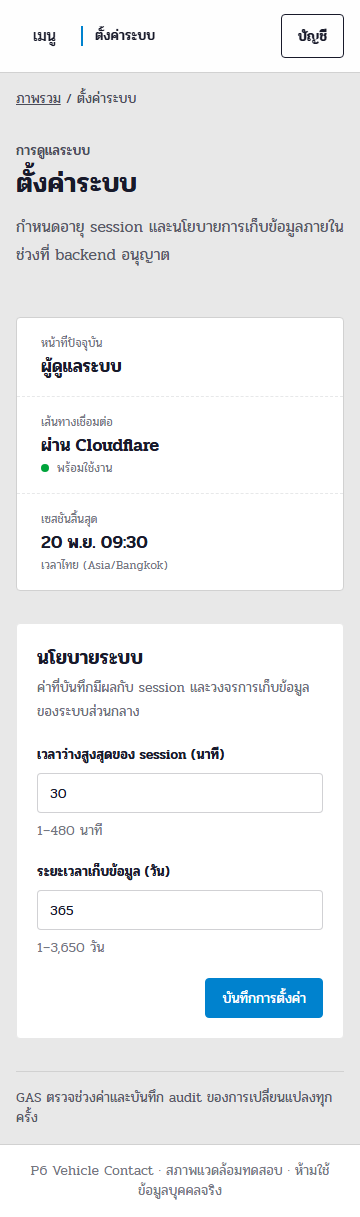 เมนู
ตั้งค่าระบบ
บัญชี
ภาพรวม / ตั้งค่าระบบ
การดูแลระบบ
ตั้งค่าระบบ
กำหนดอายุ session และนโยบายการเก็บข้อมูลภายใน
ช่วงที่ backend อนุญาต
หน้าที่ปัจจุบัน
ผู้ดูแลระบบ
เส้นทางเชื่อมต่อ
ผ่าน Cloudflare
พร้อมใช้งาน
เซสชันสิ้นสุด
20 พ.ย. 09:30
เวลาไทย (Asia/Bangkok)
นโยบายระบบ
ค่าที่บันทึกมีผลกับ session และวงจรการเก็บข้อมูล
ของระบบส่วนกลาง
เวลาว่างสูงสุดของ session (นาที)
30
1–480 นาที
ระยะเวลาเก็บข้อมูล (วัน)
365
1–3,650 วัน
บันทึกการตั้งค่า
GAS ตรวจช่วงค่าและบันทึก audit ของการเปลี่ยนแปลงทุก
ครั้ง
P6 Vehicle Contact · สภาพแวดล้อมทดสอบ · ห้ามใช้
ข้อมูลบุคคลจริง